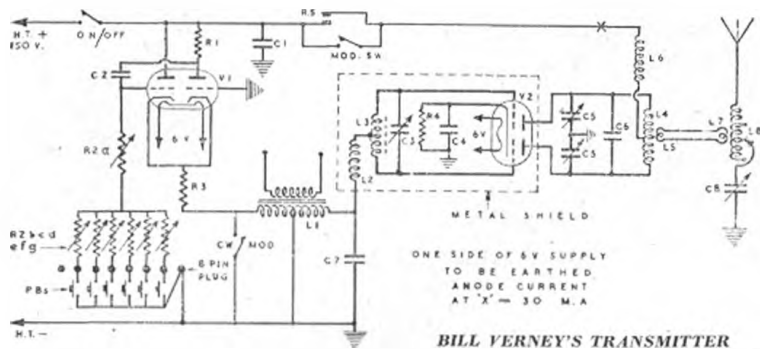 H.T. +
150 V.
ON/OFF
R1
C1
R5
MOD. SW
X
C2
V1
6 V
R2a
R3
R2bcd
efg
8 PIN
PLUG
PBs
H.T. -
CW MOD
L1
C7
L2
L3
C3
R4
C4
6V
V2
METAL SHIELD
C5
C5
C6
L4
L5
L6
L7
L8
C8
ONE SIDE OF 6V SUPPLY
TO BE EARTHED
ANODE CURRENT
AT 'X' = 30 M.A
BILL VERNEY'S TRANSMITTER